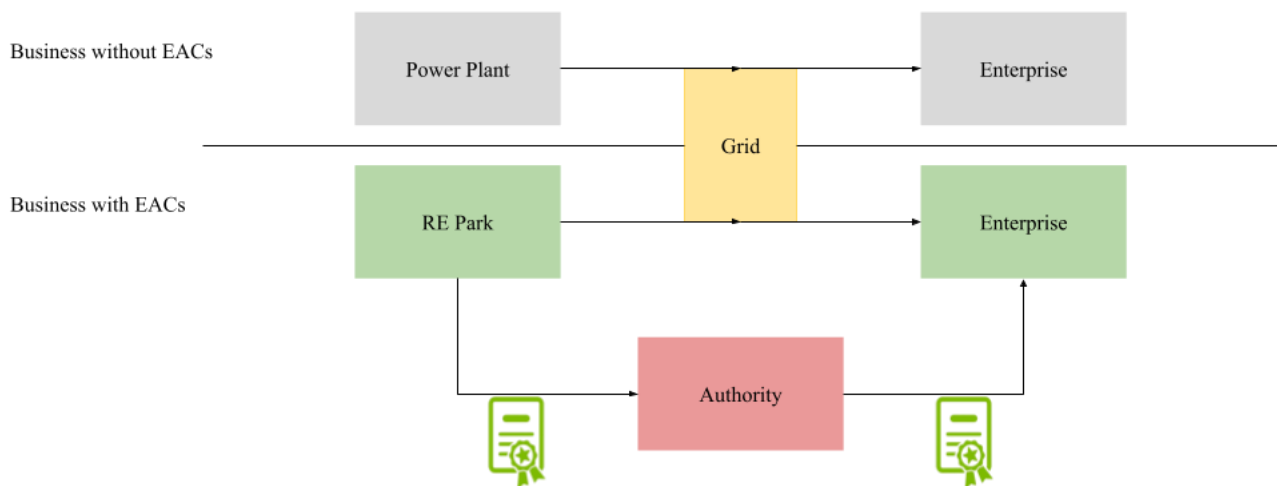 Business without EACs
Power Plant
Enterprise
Grid
Business with EACs
RE Park
Enterprise
Authority